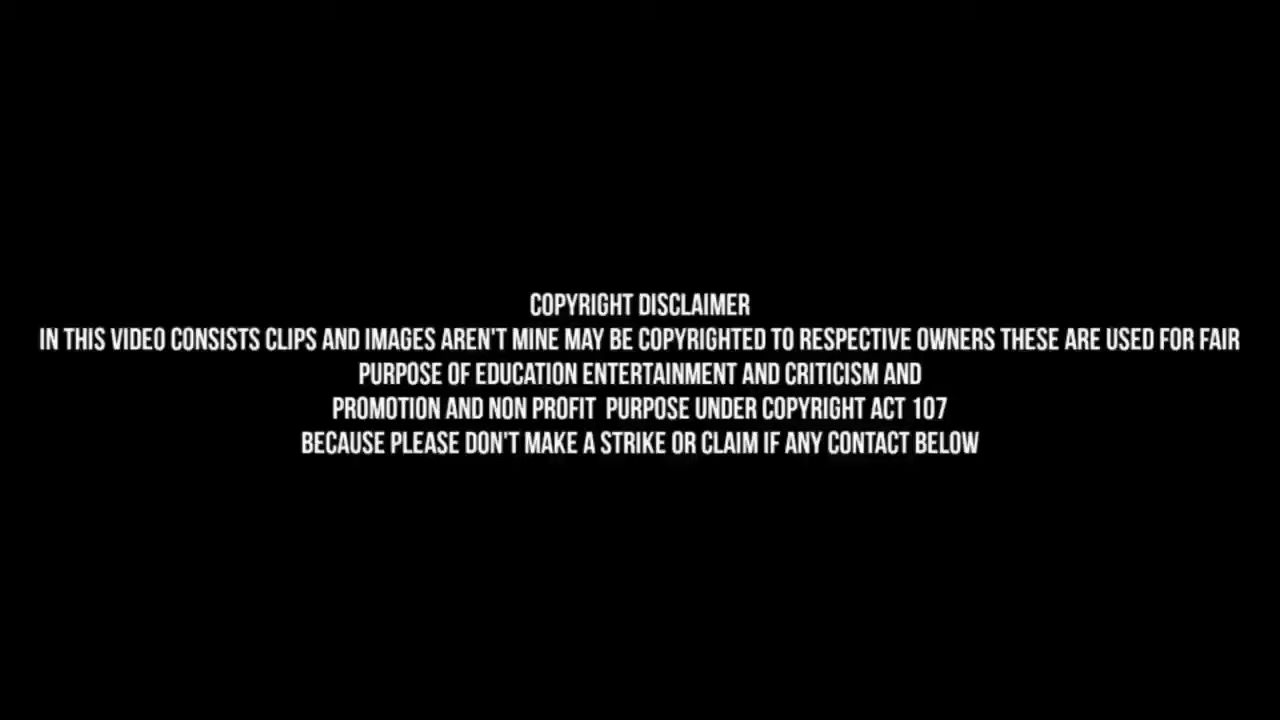 COPYRIGHT DISCLAIMER
IN THIS VIDEO CONSISTS CLIPS AND IMAGES AREN'T MINE MAY BE COPYRIGHTED TO RESPECTIVE OWNERS THESE ARE USED FOR FAIR
PURPOSE OF EDUCATION ENTERTAINMENT AND CRITICISM AND
PROMOTION AND NON PROFIT PURPOSE UNDER COPYRIGHT ACT 107
BECAUSE PLEASE DON'T MAKE A STRIKE OR CLAIM IF ANY CONTACT BELOW